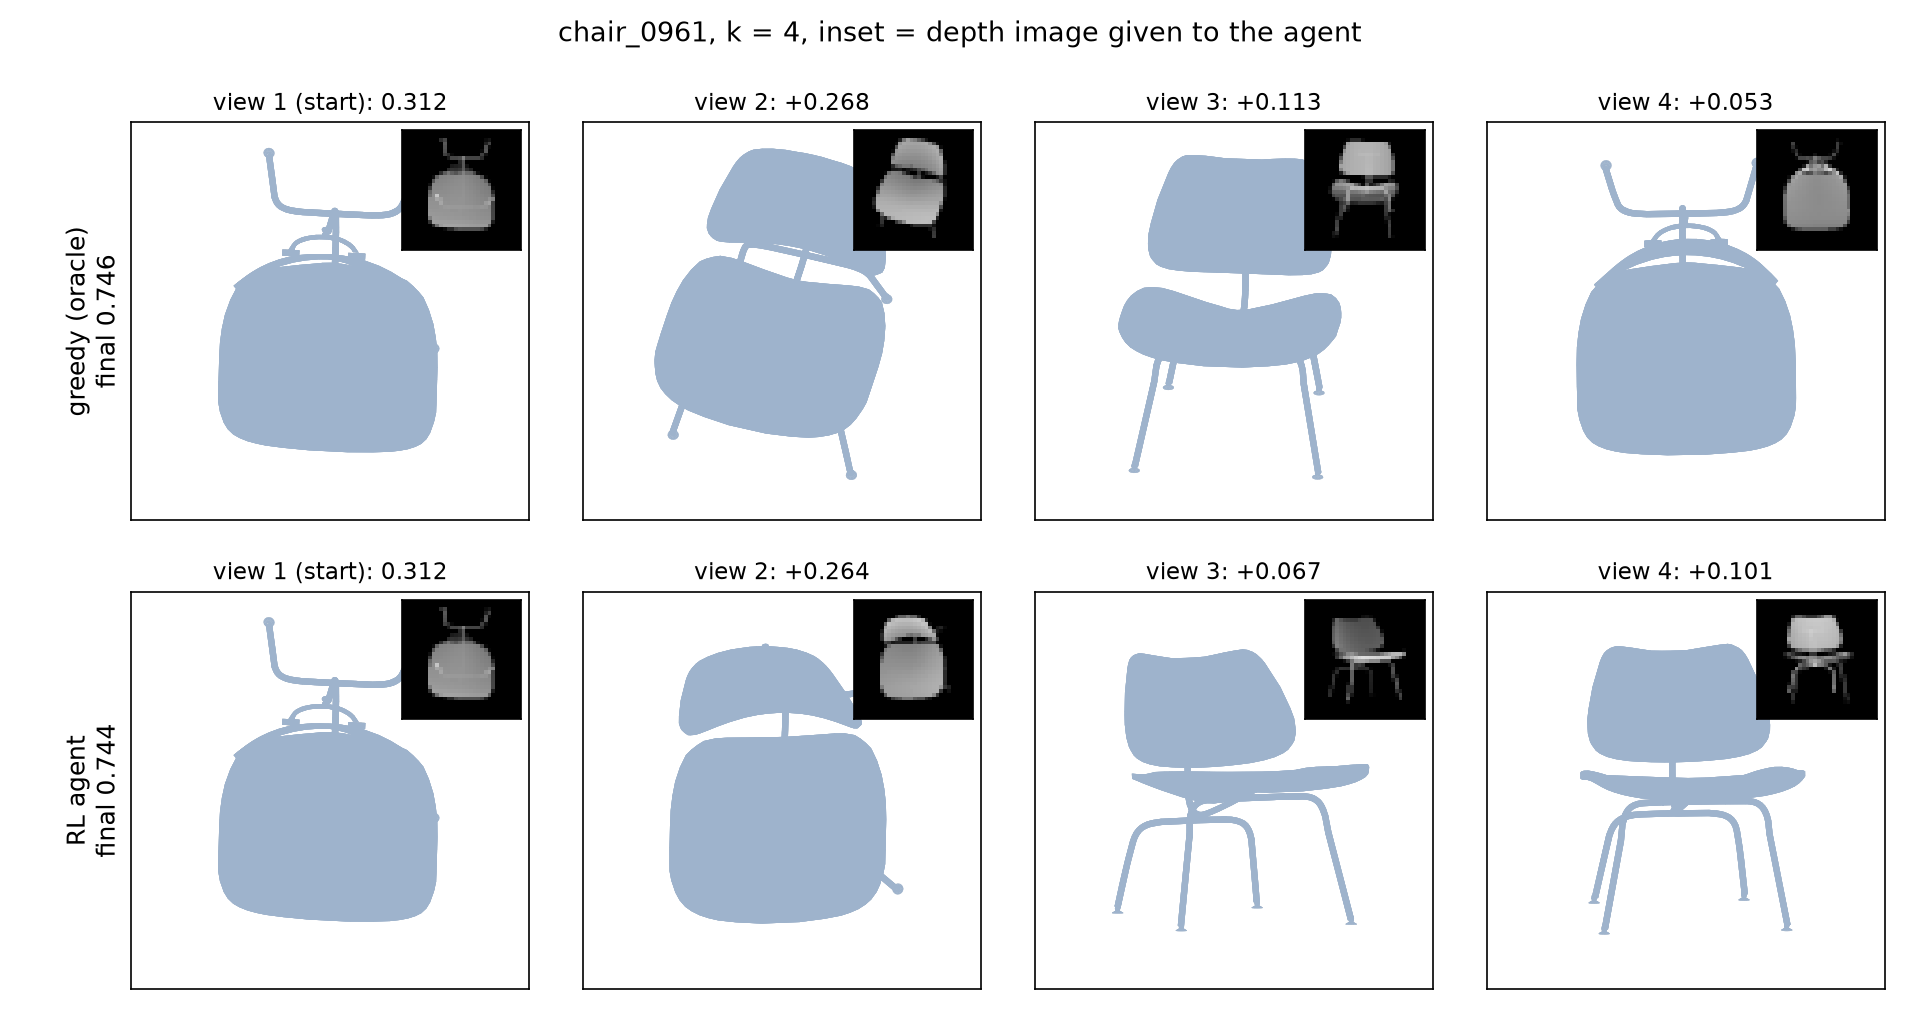 chair_0961, k = 4, inset = depth image given to the agent
greedy (oracle)
final 0.746
view 1 (start): 0.312
view 2: +0.268
view 3: +0.113
view 4: +0.053
RL agent
final 0.744
view 1 (start): 0.312
view 2: +0.264
view 3: +0.067
view 4: +0.101